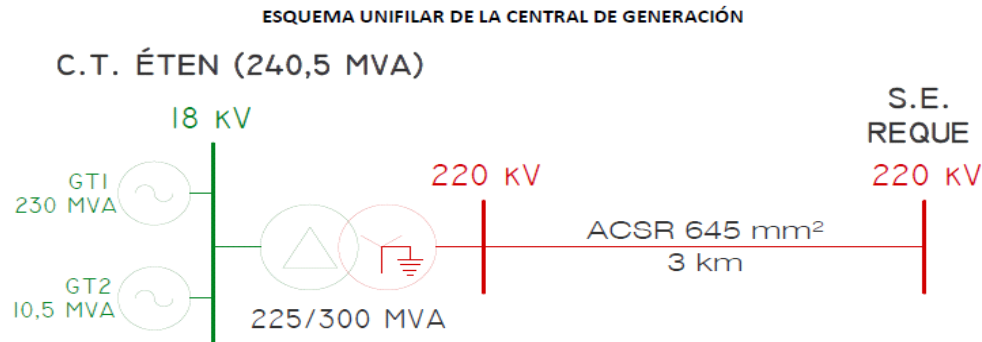 ESQUEMA UNIFILAR DE LA CENTRAL DE GENERACIÓN
C.T. ÉTEN (240,5 MVA)
18 KV
S.E.
REQUE
GT1
230 MVA
220 KV
220 KV
ACSR 645 mm²
3 km
GT2
10,5 MVA
225/300 MVA